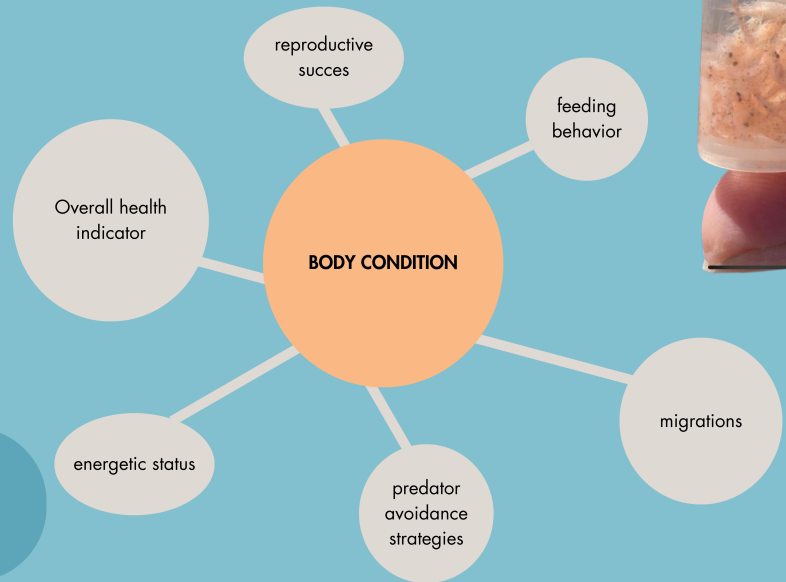 reproductive
succes
feeding
behavior
Overall health
indicator
BODY CONDITION
migrations
energetic status
predator
avoidance
strategies